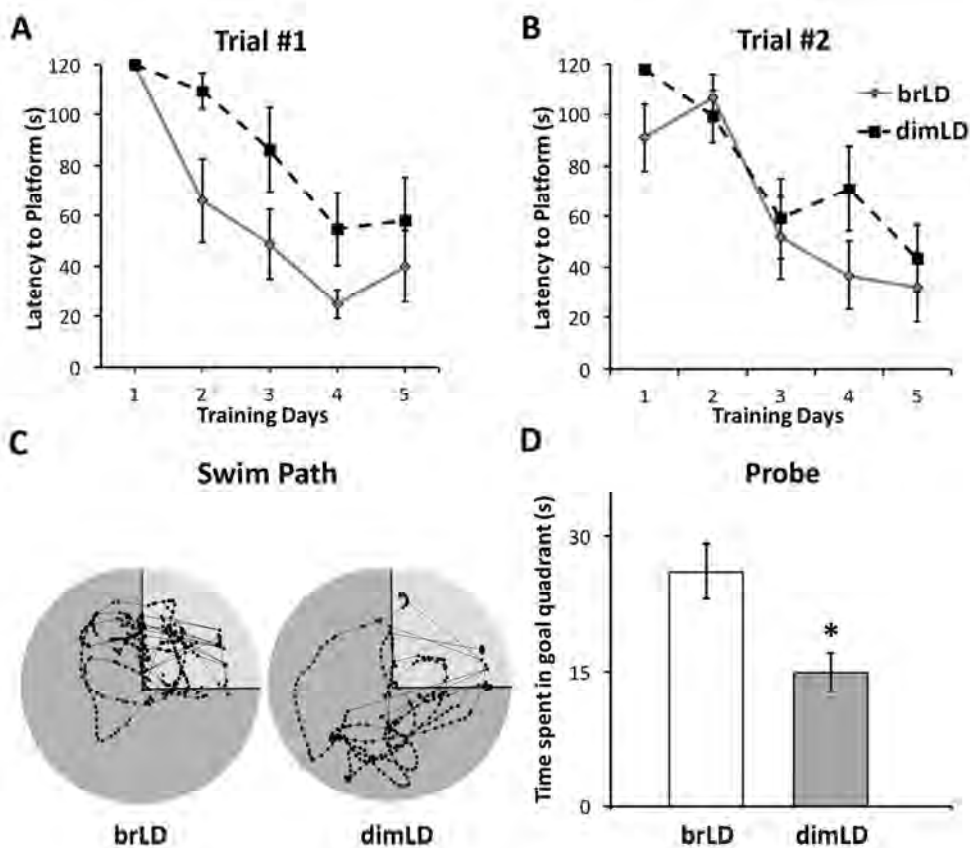 A
Trial #1
Latency to Platform (s)
120
100
80
60
40
20
0
1 2 3 4 5
Training Days
B
Trial #2
Latency to Platform (s)
120
100
80
60
40
20
0
1 2 3 4 5
Training Days
brLD
dimLD
C
Swim Path
brLD
dimLD
D
Probe
Time spent in goal quadrant (s)
30
15
0
*
brLD dimLD